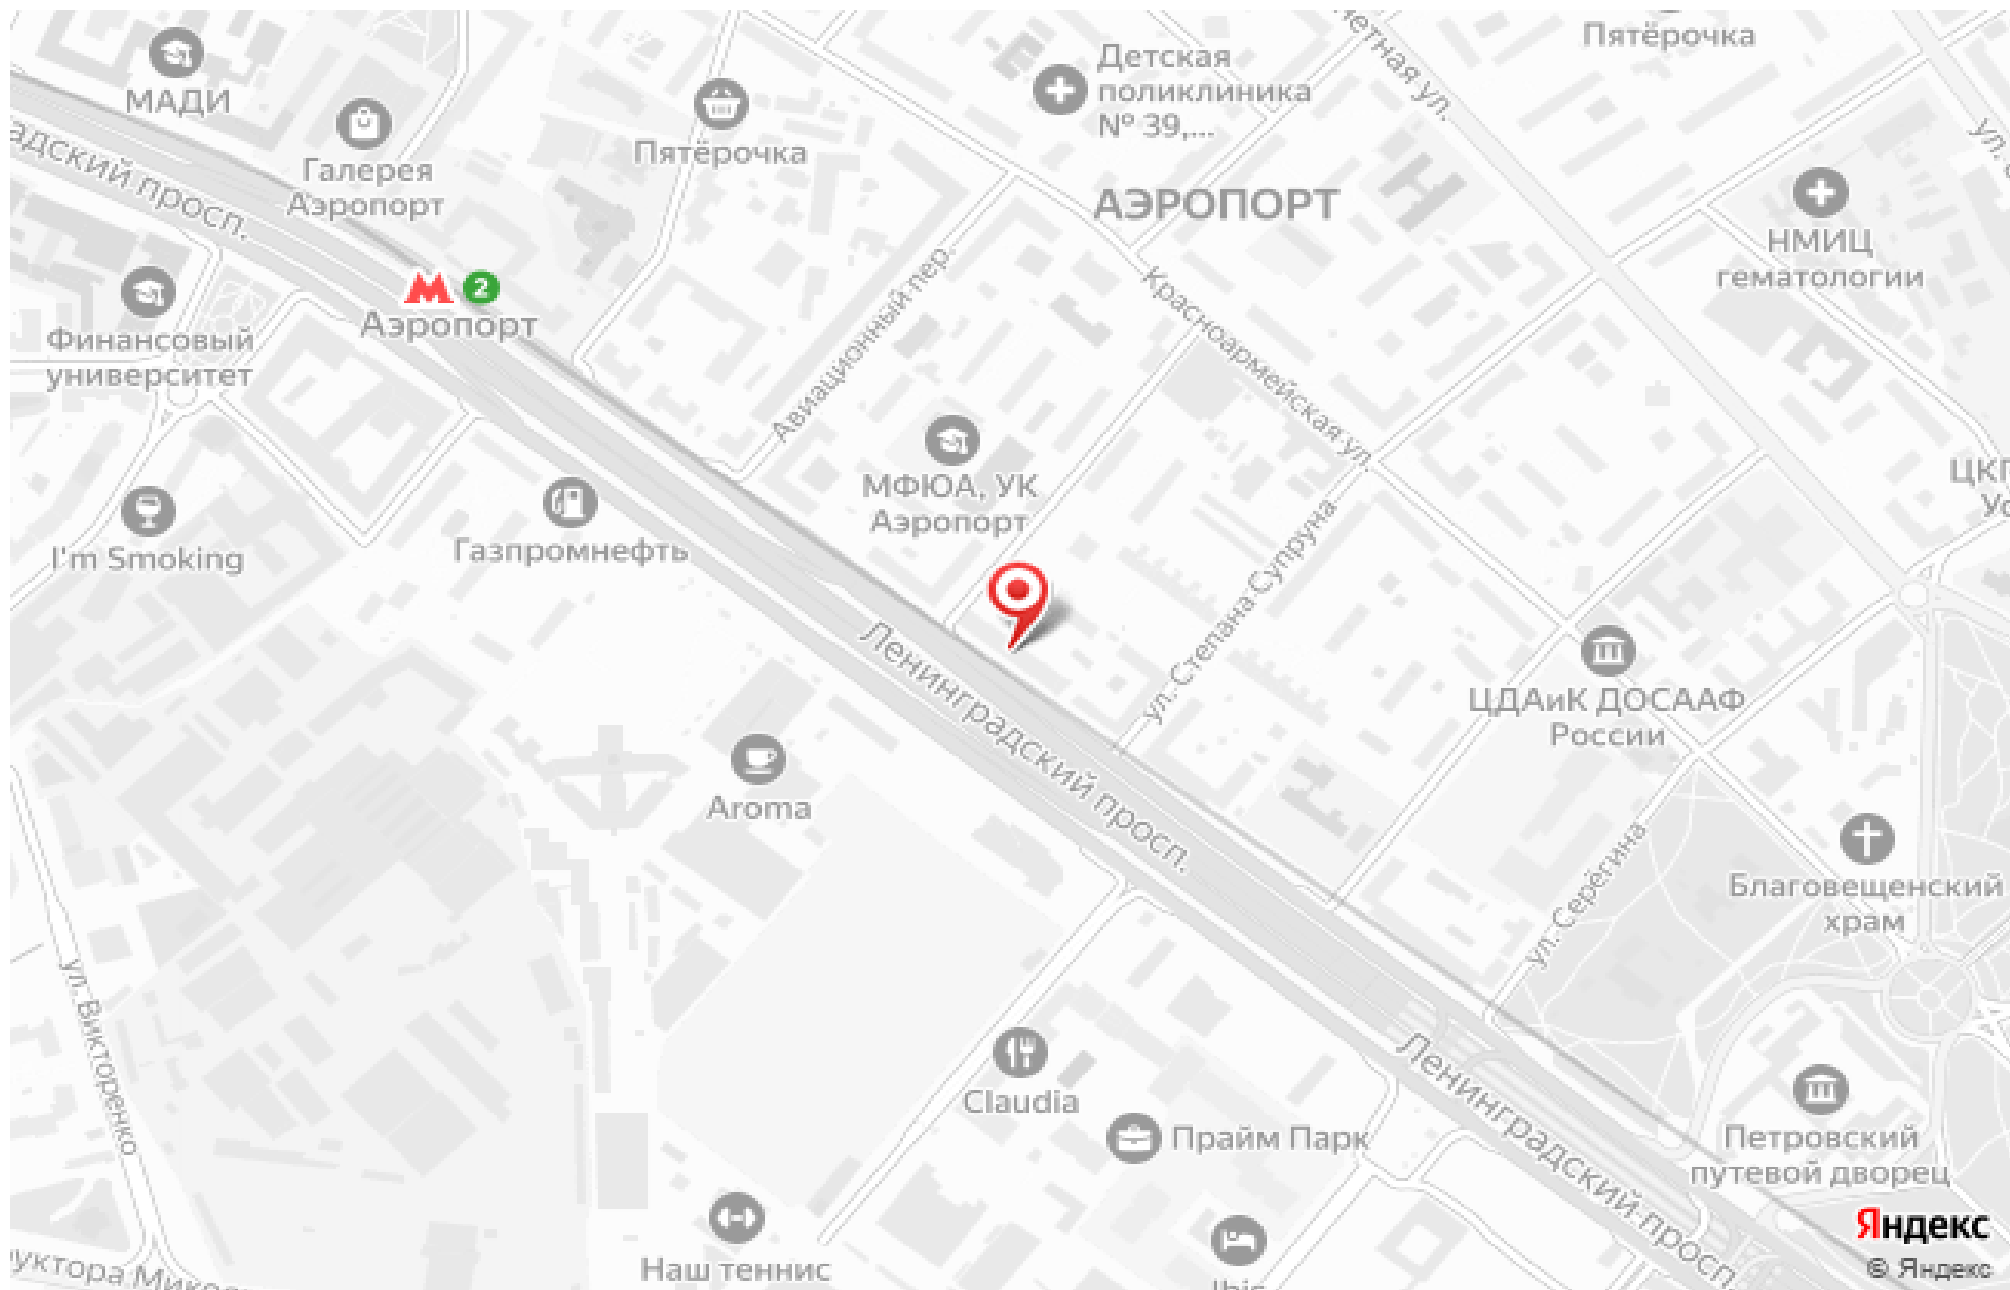 Пятёрочка
МАДИ
Детская
поликлиника
№ 39,...
Галерея
Аэропорт
Пятёрочка
АЭРОПОРТ
НМИЦ
гематологии
2
Аэропорт
Финансовый
университет
Авиационный пер.
Красноармейская ул.
МФЮА, УК
Аэропорт
I'm Smoking
Газпромнефть
ул. Степана Супруна
Ленинградский просп.
ЦДАиК ДОСААФ
России
Aroma
Благовещенский
храм
ул. Серёгина
ул. Викторенко
Claudia
Прайм Парк
Ленинградский просп.
Петровский
путевой дворец
Наш теннис
Яндекс
© Яндекс